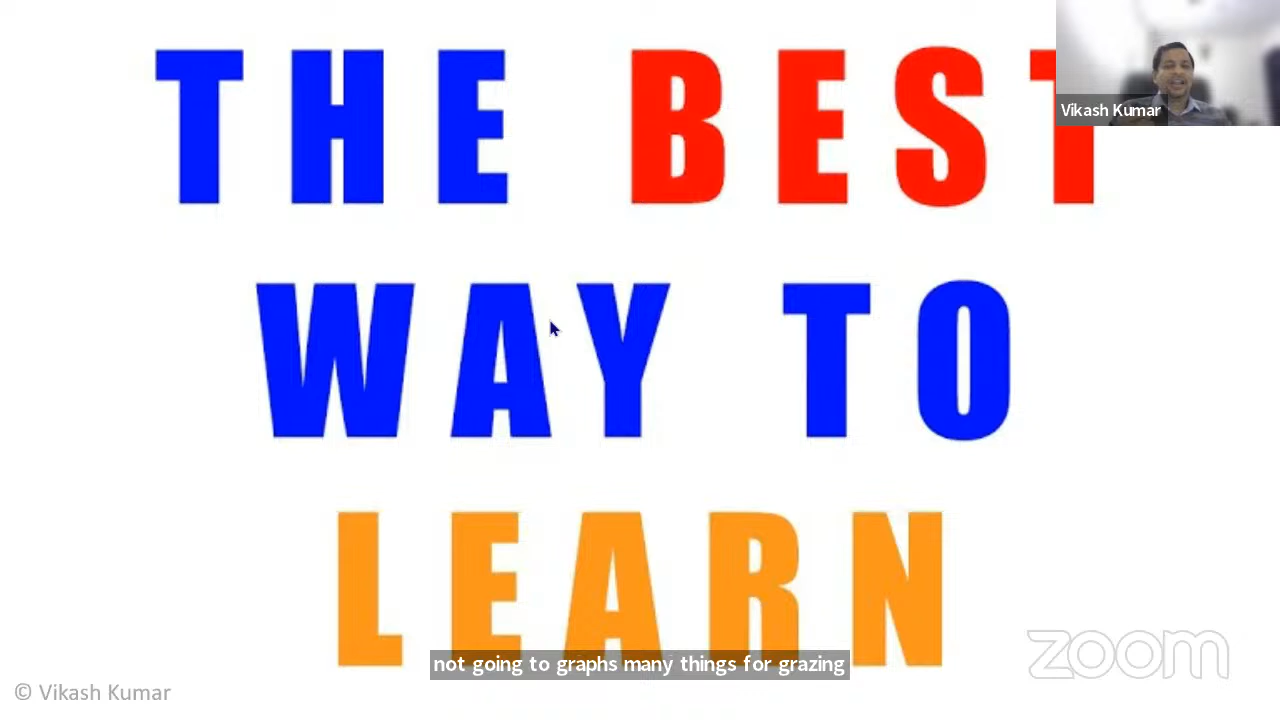 THE BEST
Vikash Kumar
WAY TO
LEARN
not going to graphs many things for grazing
zoom
© Vikash Kumar